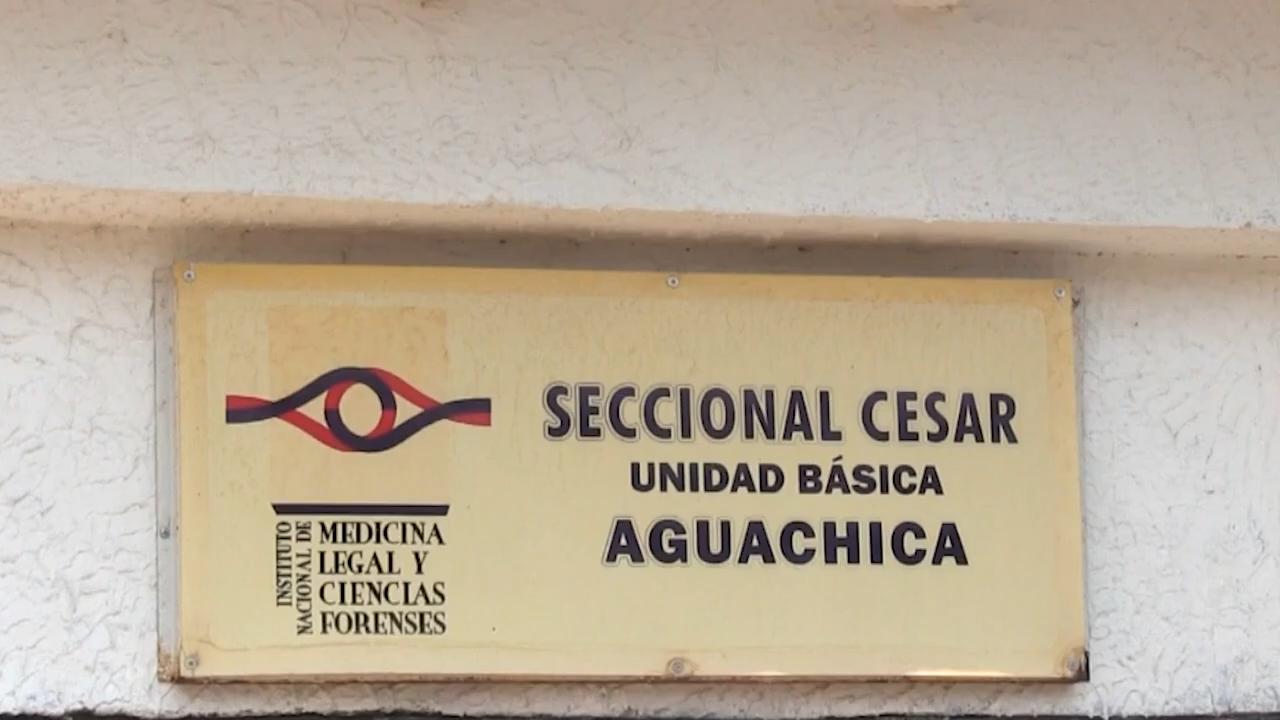 INSTITUTO
NACIONAL DE
MEDICINA
LEGAL Y
CIENCIAS
FORENSES
SECCIONAL CESAR
UNIDAD BÁSICA
AGUACHICA